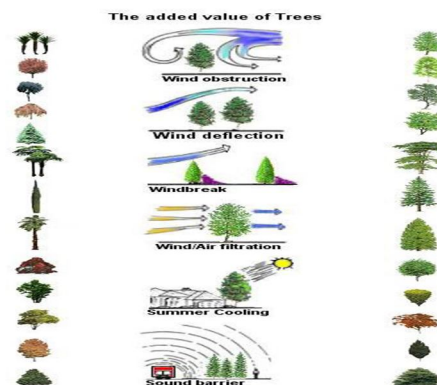 The added value of Trees
Wind obstruction
Wind deflection
Windbreak
Wind/Air filtration
Summer Cooling
Sound barrier